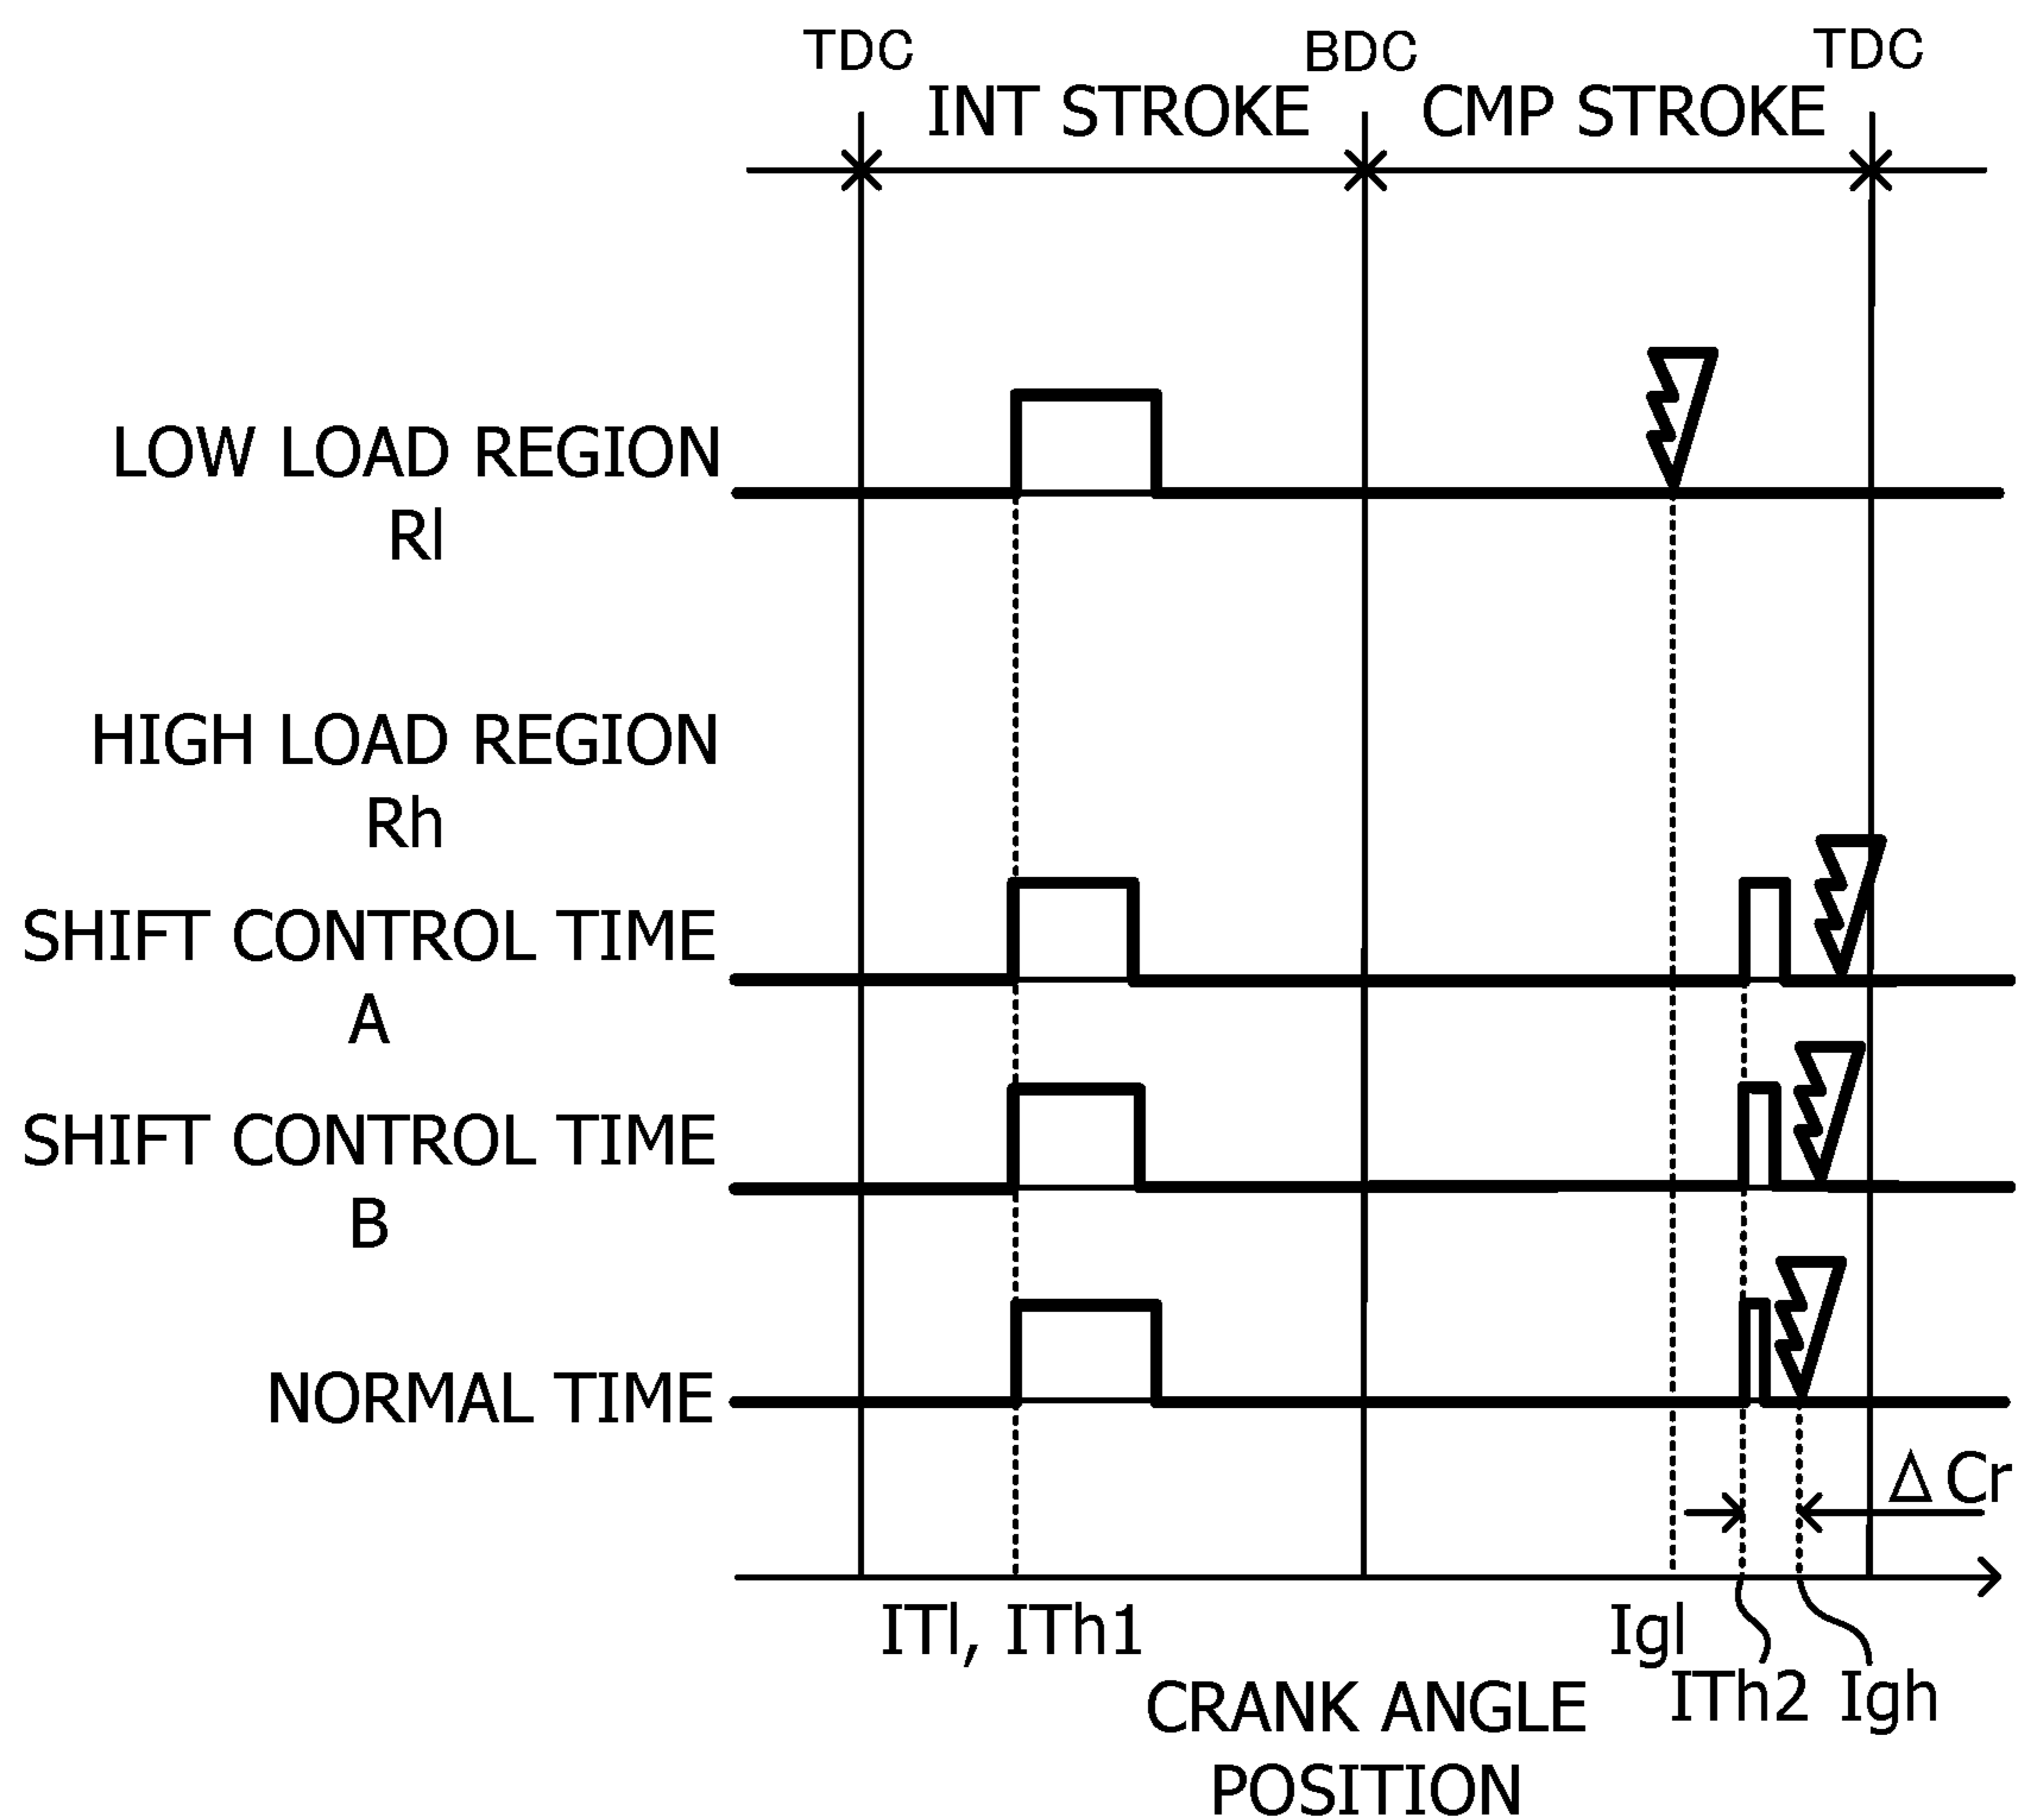 TDC BDC TDC
INT STROKE CMP STROKE
LOW LOAD REGION
Rl
HIGH LOAD REGION
Rh
SHIFT CONTROL TIME
A
SHIFT CONTROL TIME
B
NORMAL TIME
Δ Cr
ITl, ITh1 Igl
ITh2 Igh
CRANK ANGLE
POSITION